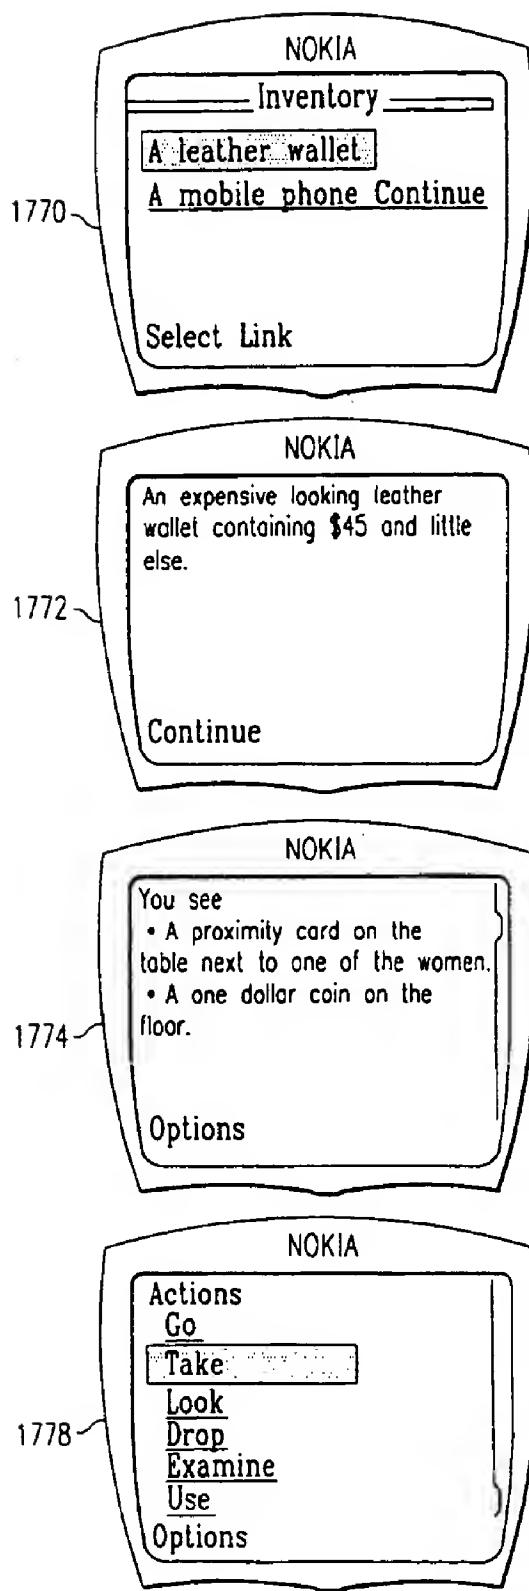 NOKIA
Inventory
A leather wallet
A mobile phone Continue
1770
Select Link
NOKIA
An expensive looking leather
wallet containing $45 and little
else.
1772
Continue
NOKIA
You see
• A proximity card on the
table next to one of the women.
• A one dollar coin on the
floor.
1774
Options
NOKIA
Actions
Go
Take
Look
Drop
1778
Examine
Use
Options